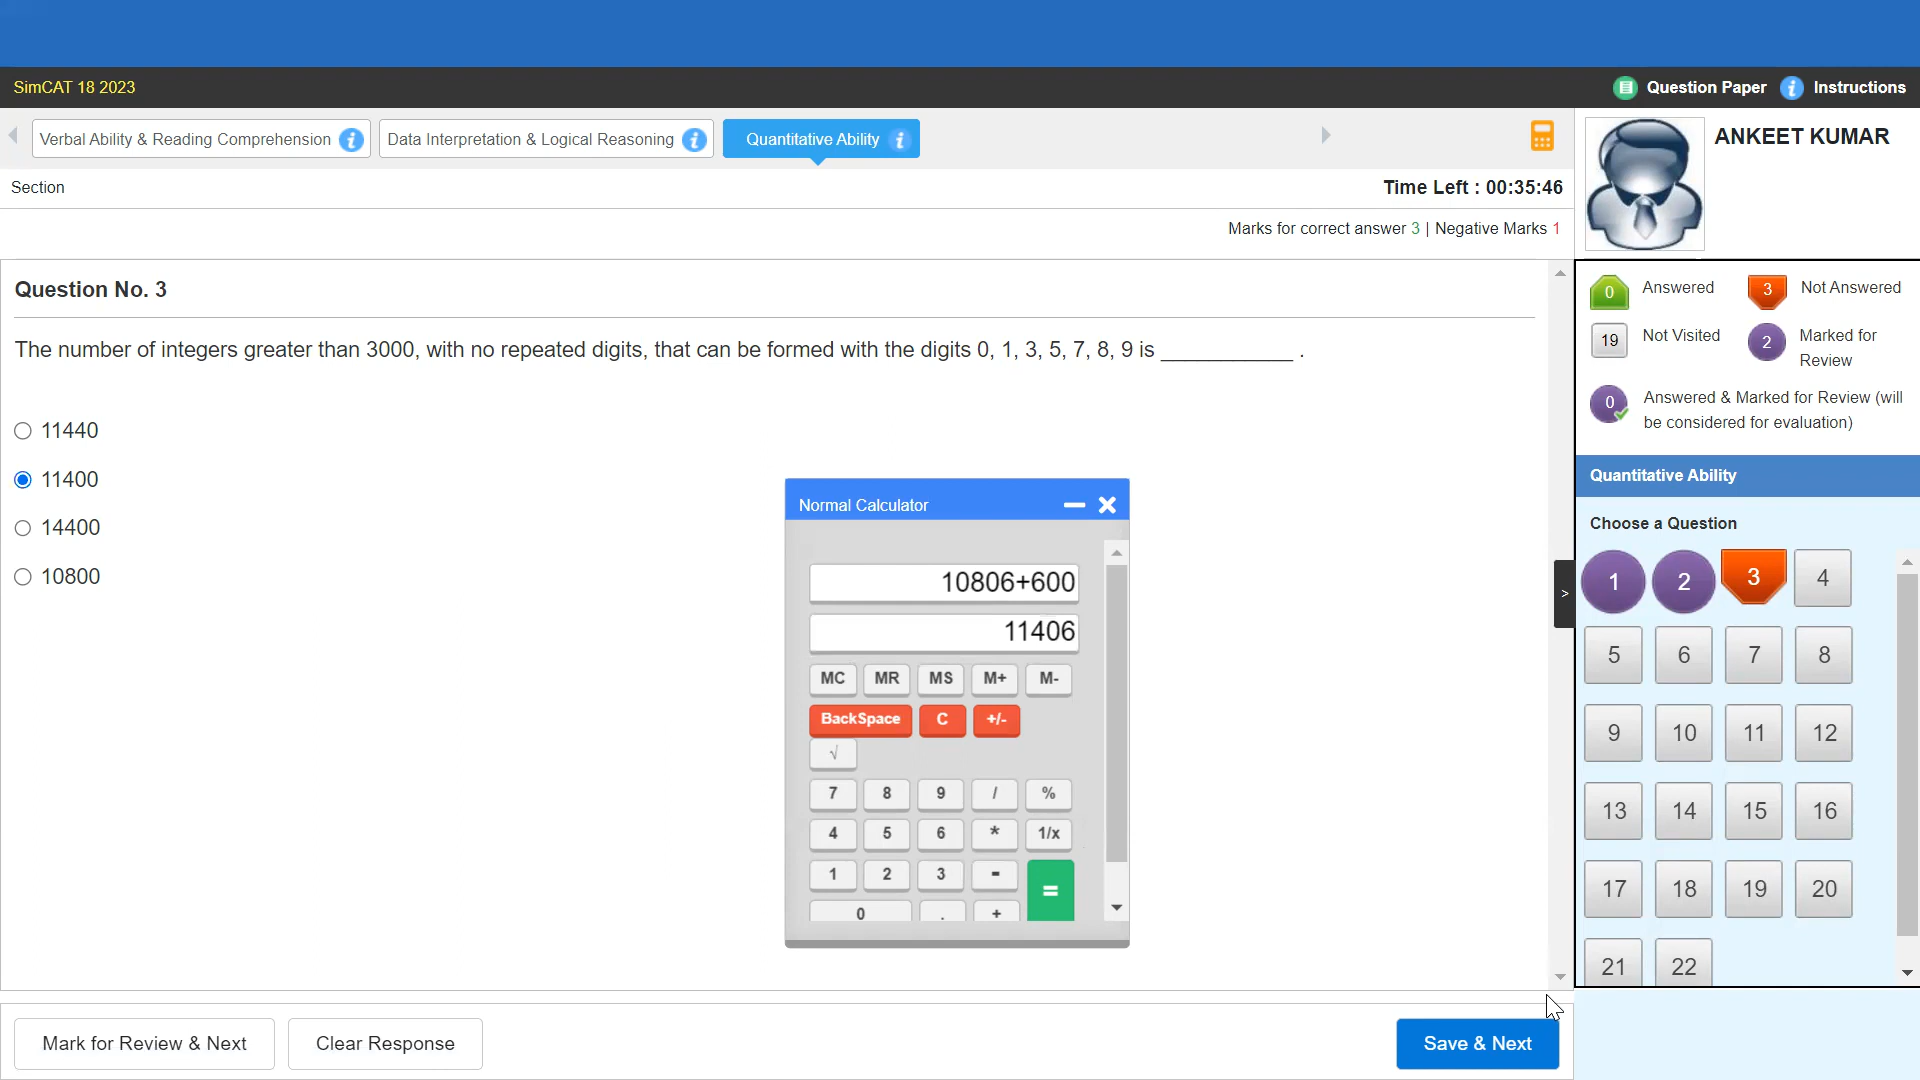 SimCAT 18 2023
Question Paper
Instructions
Verbal Ability & Reading Comprehension
Data Interpretation & Logical Reasoning
Quantitative Ability
ANKEET KUMAR
Section
Time Left : 00:35:46
Marks for correct answer 3 | Negative Marks 1
Question No. 3
The number of integers greater than 3000, with no repeated digits, that can be formed with the digits 0, 1, 3, 5, 7, 8, 9 is ___________ .
11440
11400
14400
10800
Normal Calculator
10806+600
11406
MC MR MS M+ M-
BackSpace C +/-
√
7 8 9 / %
4 5 6 * 1/x
1 2 3 - =
0 . +
0 Answered
3 Not Answered
19 Not Visited
2 Marked for
Review
0 Answered & Marked for Review (will
be considered for evaluation)
Quantitative Ability
Choose a Question
1 2 3 4
5 6 7 8
9 10 11 12
13 14 15 16
17 18 19 20
21 22
>
Mark for Review & Next
Clear Response
Save & Next